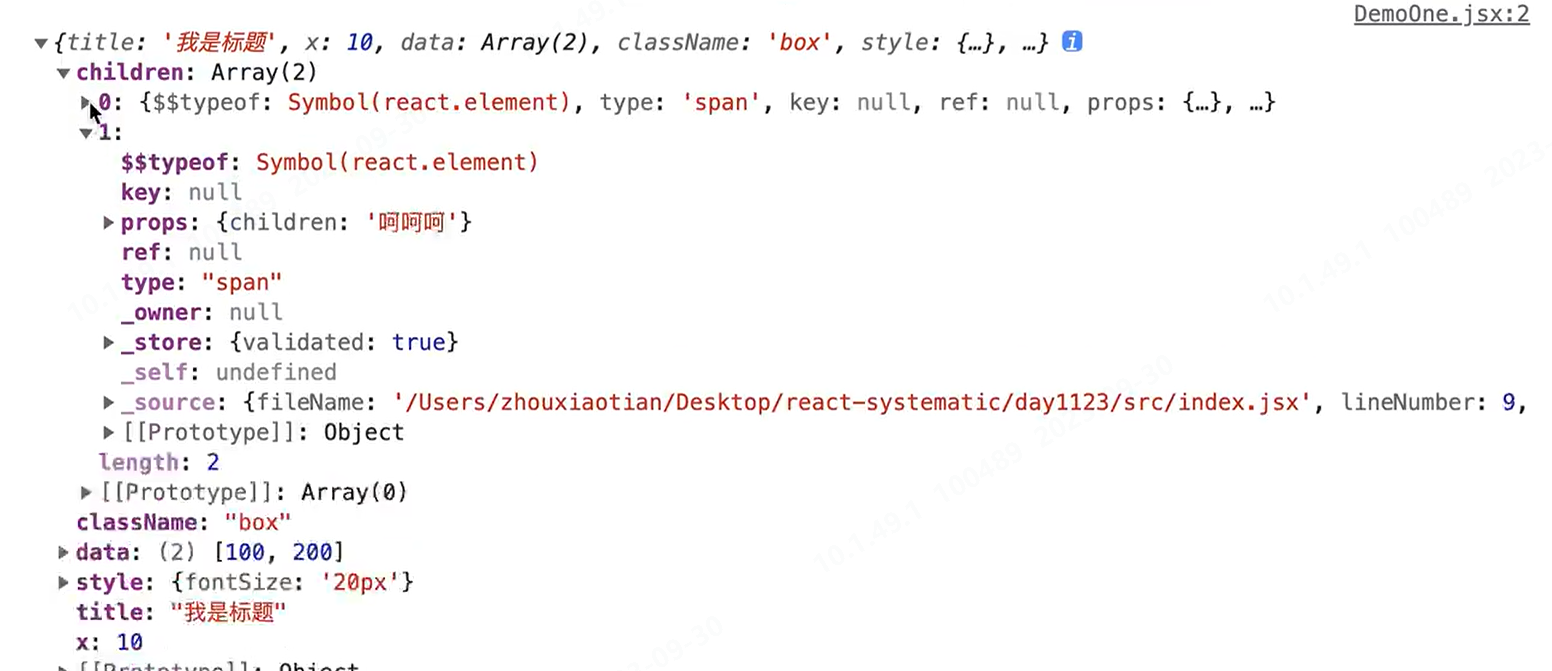 DemoOne.jsx:2
{title: '我是标题', x: 10, data: Array(2), className: 'box', style: {…}, …} i
children: Array(2)
0: {$$typeof: Symbol(react.element), type: 'span', key: null, ref: null, props: {…}, …}
1:
$$typeof: Symbol(react.element)
key: null
props: {children: '呵呵呵'}
ref: null
type: "span"
_owner: null
_store: {validated: true}
_self: undefined
_source: {fileName: '/Users/zhouxiaotian/Desktop/react-systematic/day1123/src/index.jsx', lineNumber: 9,
[[Prototype]]: Object
length: 2
[[Prototype]]: Array(0)
className: "box"
data: (2) [100, 200]
style: {fontSize: '20px'}
title: "我是标题"
x: 10
[[Prototype]]: Object